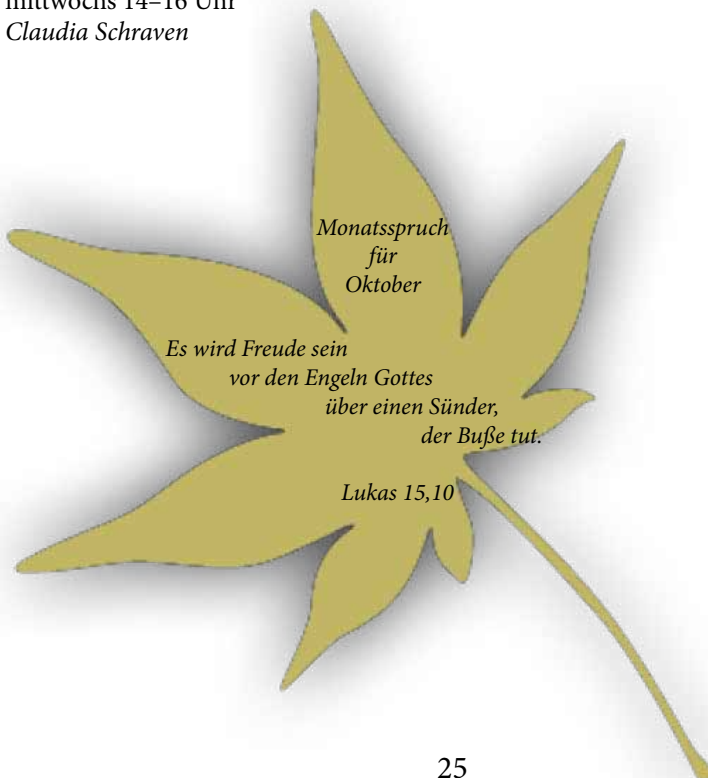 mittwochs 14–16 Uhr
Claudia Schraven
Monatsspruch
für
Oktober
Es wird Freude sein
vor den Engeln Gottes
über einen Sünder,
der Buße tut.
Lukas 15,10
25